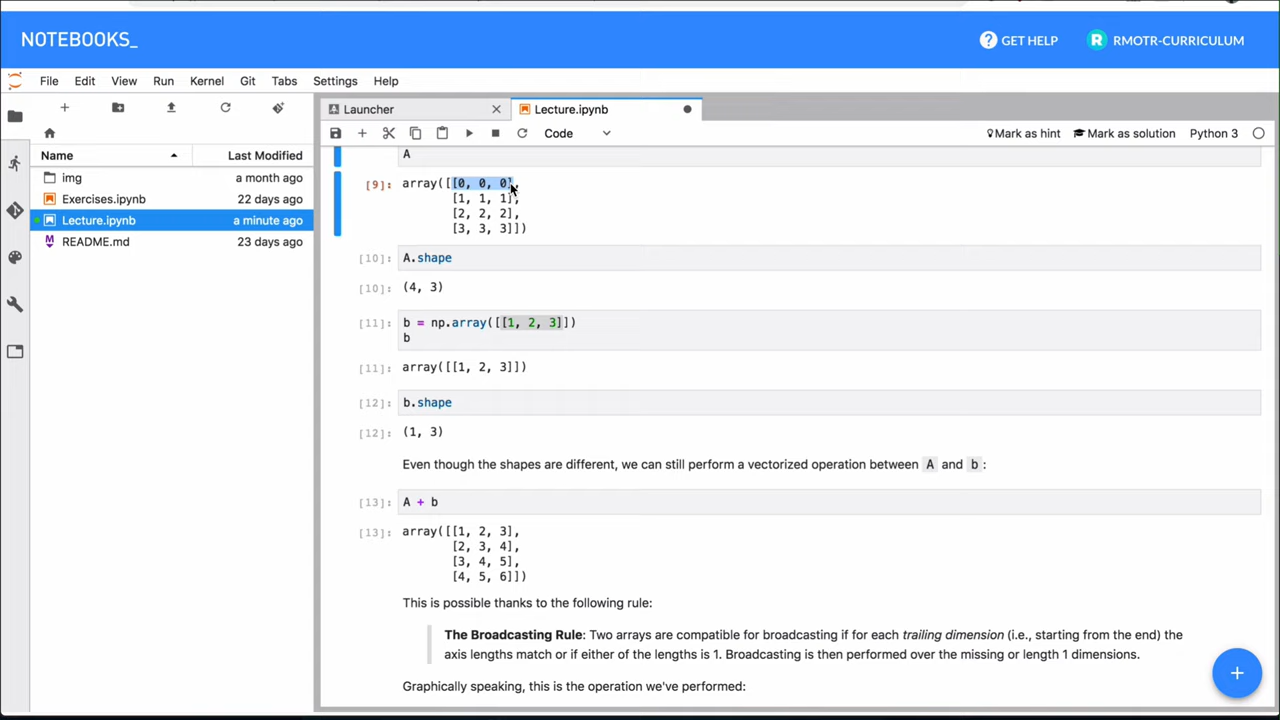 NOTEBOOKS_
GET HELP
R RMOTR-CURRICULUM
File Edit View Run Kernel Git Tabs Settings Help
Launcher
Lecture.ipynb
Code
Mark as hint
Mark as solution
Python 3
Name
Last Modified
img a month ago
Exercises.ipynb 22 days ago
Lecture.ipynb a minute ago
README.md 23 days ago
A
[9]: array([[0, 0, 0],
[1, 1, 1],
[2, 2, 2],
[3, 3, 3]])
[10]: A.shape
[10]: (4, 3)
[11]: b = np.array([[1, 2, 3]])
b
[11]: array([[1, 2, 3]])
[12]: b.shape
[12]: (1, 3)
Even though the shapes are different, we can still perform a vectorized operation between A and b:
[13]: A + b
[13]: array([[1, 2, 3],
[2, 3, 4],
[3, 4, 5],
[4, 5, 6]])
This is possible thanks to the following rule:
The Broadcasting Rule: Two arrays are compatible for broadcasting if for each trailing dimension (i.e., starting from the end) the
axis lengths match or if either of the lengths is 1. Broadcasting is then performed over the missing or length 1 dimensions.
Graphically speaking, this is the operation we've performed: